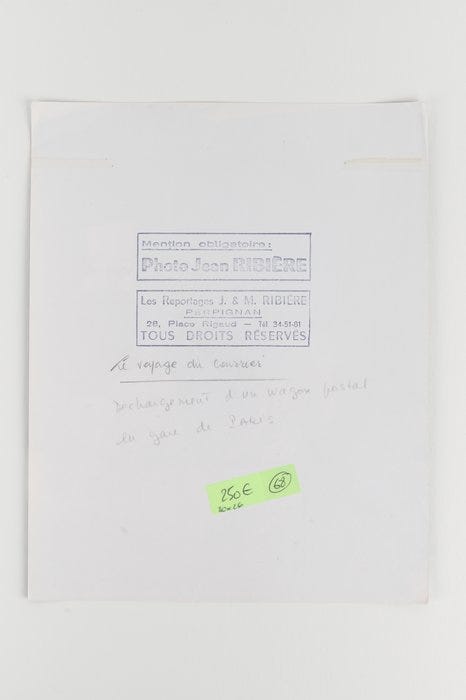 Mention obligatoire:
Photo Jean RIBIÈRE
Les Reportages J. & M. RIBIÈRE
PERPIGNAN
28, Place Rigaud — Tél. 34-51-81
TOUS DROITS RÉSERVÉS
Le voyage du courrier
Déchargement d'un wagon postal
en gare de PARIS
250€ 68